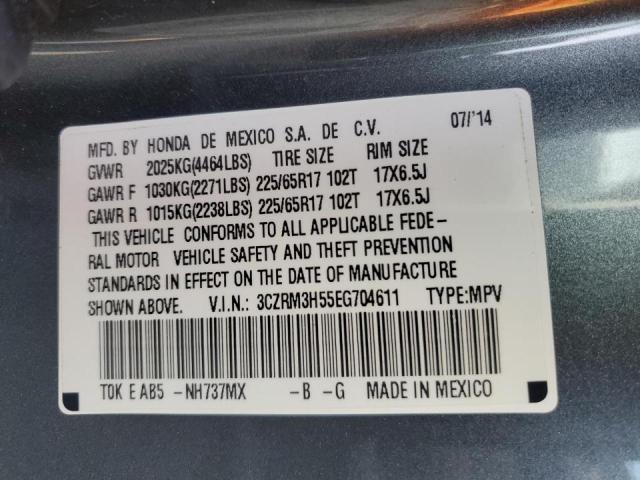 MFD. BY HONDA DE MEXICO S.A. DE C.V. 07/'14
GVWR 2025KG(4464LBS) TIRE SIZE RIM SIZE
GAWR F 1030KG(2271LBS) 225/65R17 102T 17X6.5J
GAWR R 1015KG(2238LBS) 225/65R17 102T 17X6.5J
THIS VEHICLE CONFORMS TO ALL APPLICABLE FEDE-
RAL MOTOR VEHICLE SAFETY AND THEFT PREVENTION
STANDARDS IN EFFECT ON THE DATE OF MANUFACTURE
SHOWN ABOVE. V.I.N.: 3CZRM3H55EG704611 TYPE:MPV
T0K E AB5 -NH737MX -B -G MADE IN MEXICO